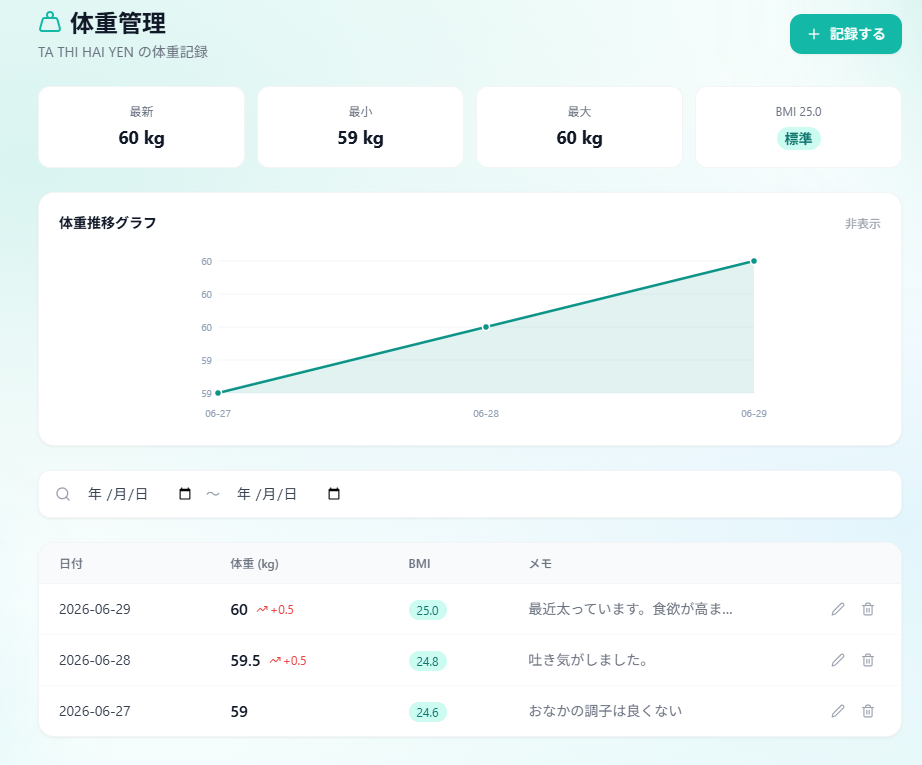 体重管理
TA THI HAI YEN の体重記録
+ 記録する
最新
60 kg
最小
59 kg
最大
60 kg
BMI 25.0
標準
体重推移グラフ
非表示
60
60
60
59
59
06-27
06-28
06-29
年 /月/日 ～ 年 /月/日
日付 体重 (kg) BMI メモ
2026-06-29 60 +0.5 25.0 最近太っています。食欲が高ま...
2026-06-28 59.5 +0.5 24.8 吐き気がしました。
2026-06-27 59 24.6 おなかの調子は良くない